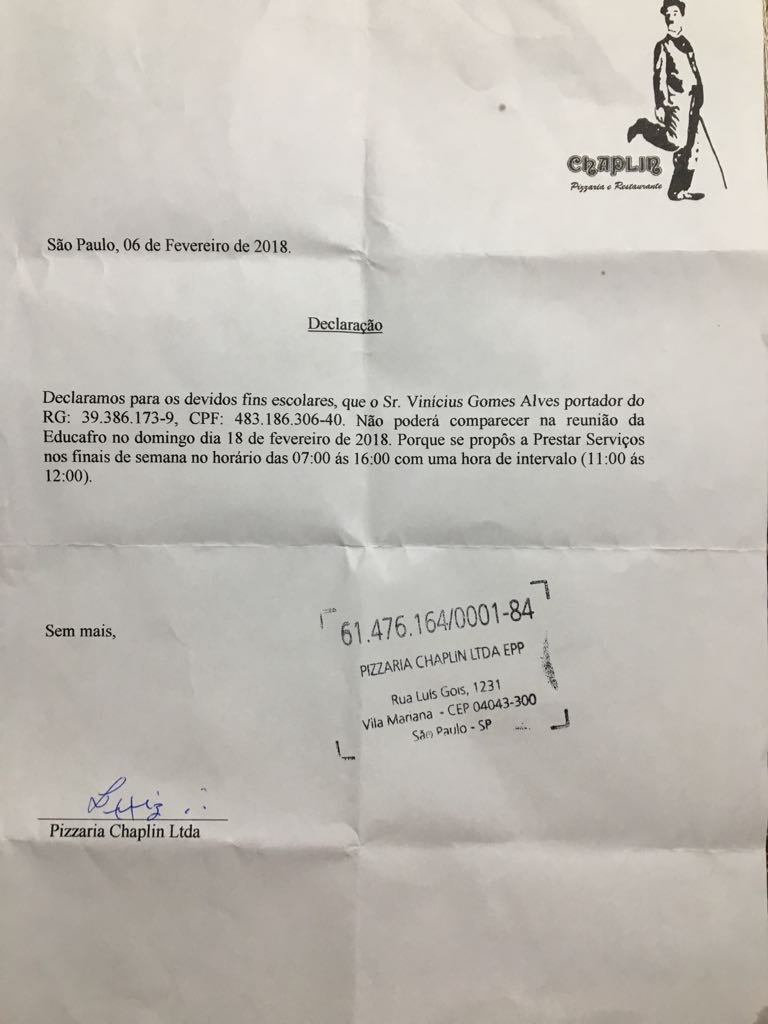 CHAPLIN
Pizzaria e Restaurante
São Paulo, 06 de Fevereiro de 2018.
Declaração
Declaramos para os devidos fins escolares, que o Sr. Vinícius Gomes Alves portador do
RG: 39.386.173-9, CPF: 483.186.306-40. Não poderá comparecer na reunião da
Educafro no domingo dia 18 de fevereiro de 2018. Porque se propôs a Prestar Serviços
nos finais de semana no horário das 07:00 ás 16:00 com uma hora de intervalo (11:00 ás
12:00).
Sem mais,
61.476.164/0001-84
PIZZARIA CHAPLIN LTDA EPP
Rua Luís Gois, 1231
Vila Mariana - CEP 04043-300
São Paulo - SP
Pizzaria Chaplin Ltda